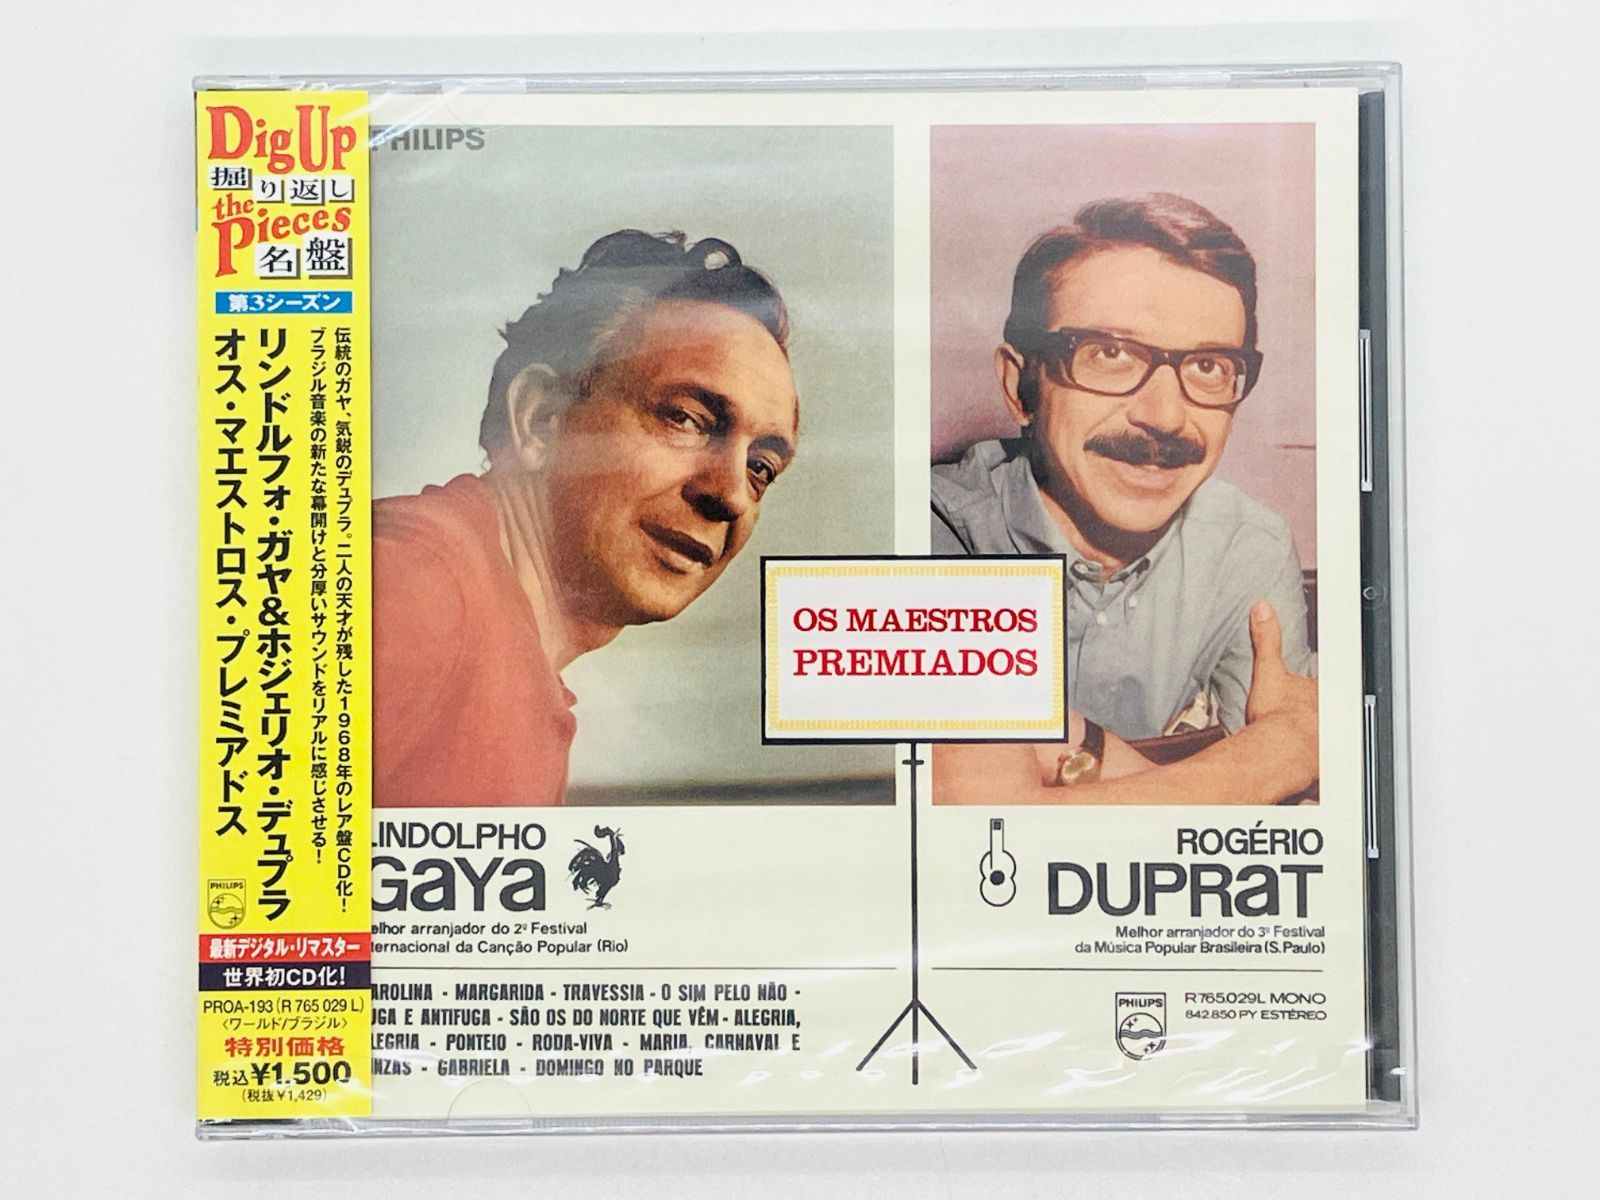 Dig Up
掘り返し
the
Pieces
名盤
第3シーズン
伝統のガヤ、気鋭のデュプラ。二人の天才が残した1968年のレア盤CD化!
ブラジル音楽の新たな幕開けと分厚いサウンドをリアルに感じさせる!
リンドルフォ・ガヤ&ホジェリオ・デュプラ
オス・マエストロス・プレミアドス
PHILIPS
最新デジタル・リマスター
世界初CD化!
PROA-193 (R 765 029 L)
〈ワールド/ブラジル〉
特別価格
税込¥1,500
(税抜¥1,429)
PHILIPS
OS MAESTROS
PREMIADOS
LINDOLPHO
GAYA
elhor arranjador do 2º Festival
ternacional da Canção Popular (Rio)
ROGÉRIO
DUPRAT
Melhor arranjador do 3º Festival
da Música Popular Brasileira (S. Paulo)
AROLINA - MARGARIDA - TRAVESSIA - O SIM PELO NÃO -
UGA E ANTIFUGA - SÃO OS DO NORTE QUE VÊM - ALEGRIA,
LEGRIA - PONTEIO - RODA-VIVA - MARIA, CARNAVAL E
INZAS - GABRIELA - DOMINGO NO PARQUE
PHILIPS
R 765.029 L MONO
842.850 PY ESTÉREO